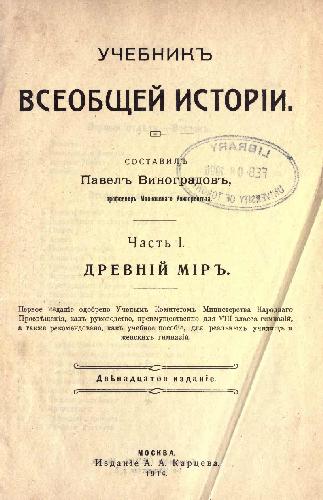 УЧЕБНИКЪ
ВСЕОБЩЕЙ ИСТОРІИ.
СОСТАВИЛЪ
Павелъ Виноградовъ,
профессоръ Московскаго Университета.
LIBRARY
FEB
UNIVERSITY OF TORONTO
Часть I.
ДРЕВНІЙ МІРЪ.
Первое изданіе одобрено Ученымъ Комитетомъ Министерства Народнаго
Просвѣщенія, какъ руководство, преимущественно для VIII класса гимназій,
а также рекомендовано, какъ учебное пособіе, для реальныхъ училищъ и
женскихъ гимназій.
Двѣнадцатое изданіе.
МОСКВА.
Изданіе А. А. Карцева.
1914.